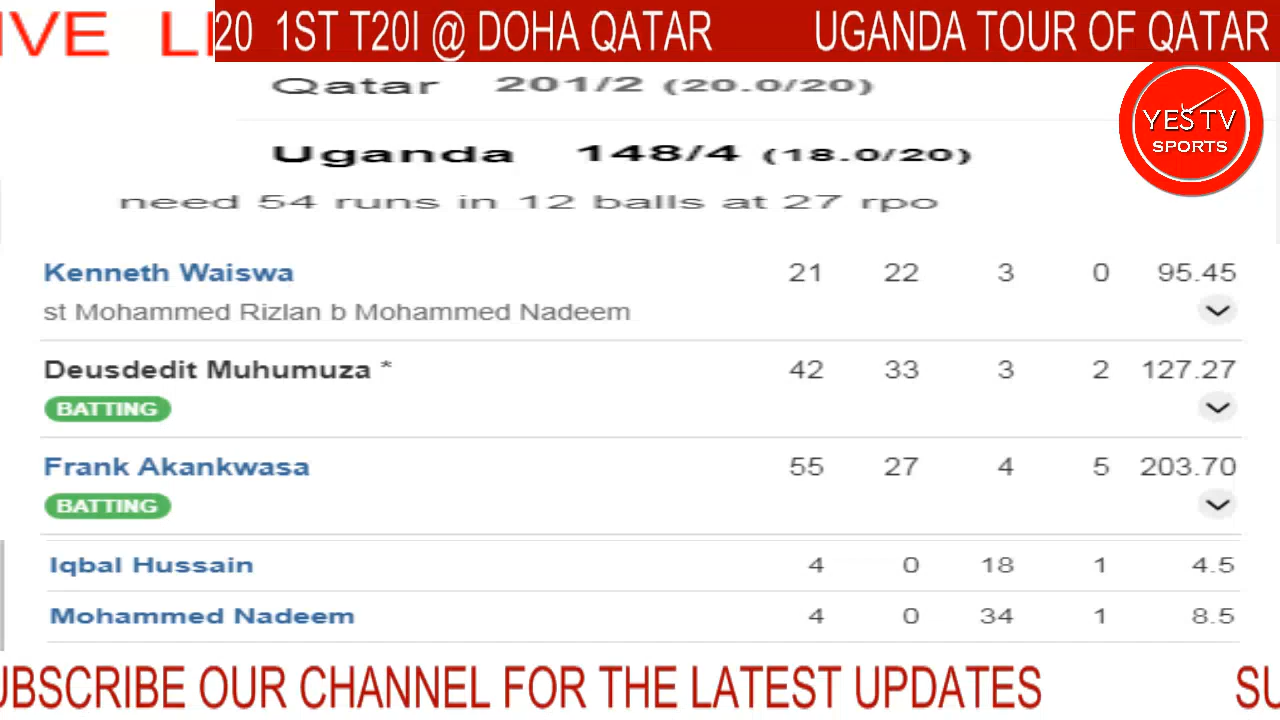 IVE LI
20 1ST T20I @ DOHA QATAR UGANDA TOUR OF QATAR
Qatar 201/2 (20.0/20)
YES TV
SPORTS
Uganda 148/4 (18.0/20)
need 54 runs in 12 balls at 27 rpo
Kenneth Waiswa 21 22 3 0 95.45
st Mohammed Rizlan b Mohammed Nadeem
Deusdedit Muhumuza * 42 33 3 2 127.27
BATTING
Frank Akankwasa 55 27 4 5 203.70
BATTING
Iqbal Hussain 4 0 18 1 4.5
Mohammed Nadeem 4 0 34 1 8.5
UBSCRIBE OUR CHANNEL FOR THE LATEST UPDATES SU